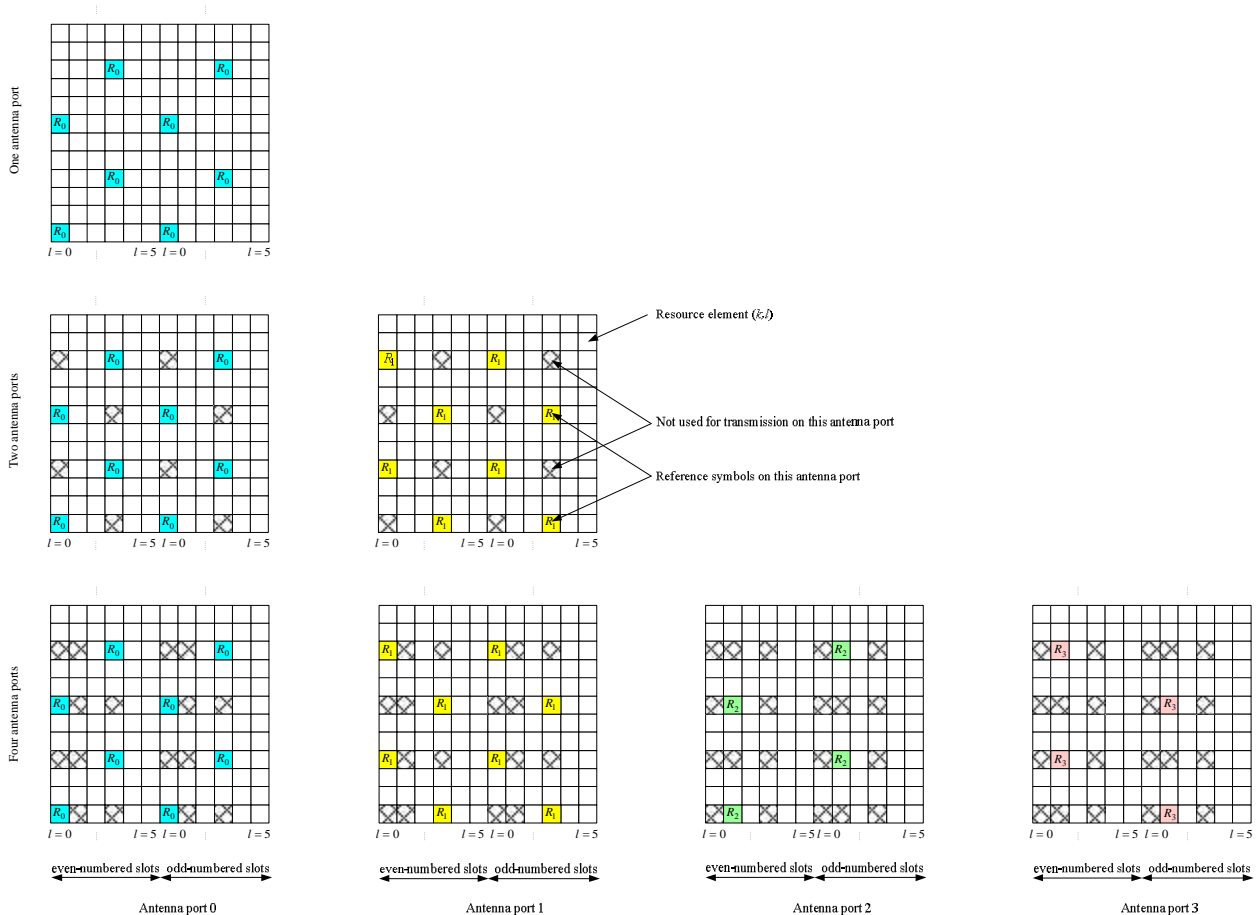 One antenna port
R0 R0
R0 R0
R0 R0
R0 R0
l = 0 l = 5 l = 0 l = 5
Two antenna ports
R0 R0
R0 R0
R0 R0
R0 R0
l = 0 l = 5 l = 0 l = 5
R1 R1
R1 R1
R1 R1
R1 R1
l = 0 l = 5 l = 0 l = 5
Resource element (k,l)
Not used for transmission on this antenna port
Reference symbols on this antenna port
Four antenna ports
R0 R0
R0 R0
R0 R0
R0 R0
l = 0 l = 5 l = 0 l = 5
even-numbered slots odd-numbered slots
Antenna port 0
R1 R1
R1 R1
R1 R1
R1 R1
l = 0 l = 5 l = 0 l = 5
even-numbered slots odd-numbered slots
Antenna port 1
R2
R2
R2
R2
l = 0 l = 5 l = 0 l = 5
even-numbered slots odd-numbered slots
Antenna port 2
R3
R3
R3
R3
l = 0 l = 5 l = 0 l = 5
even-numbered slots odd-numbered slots
Antenna port 3